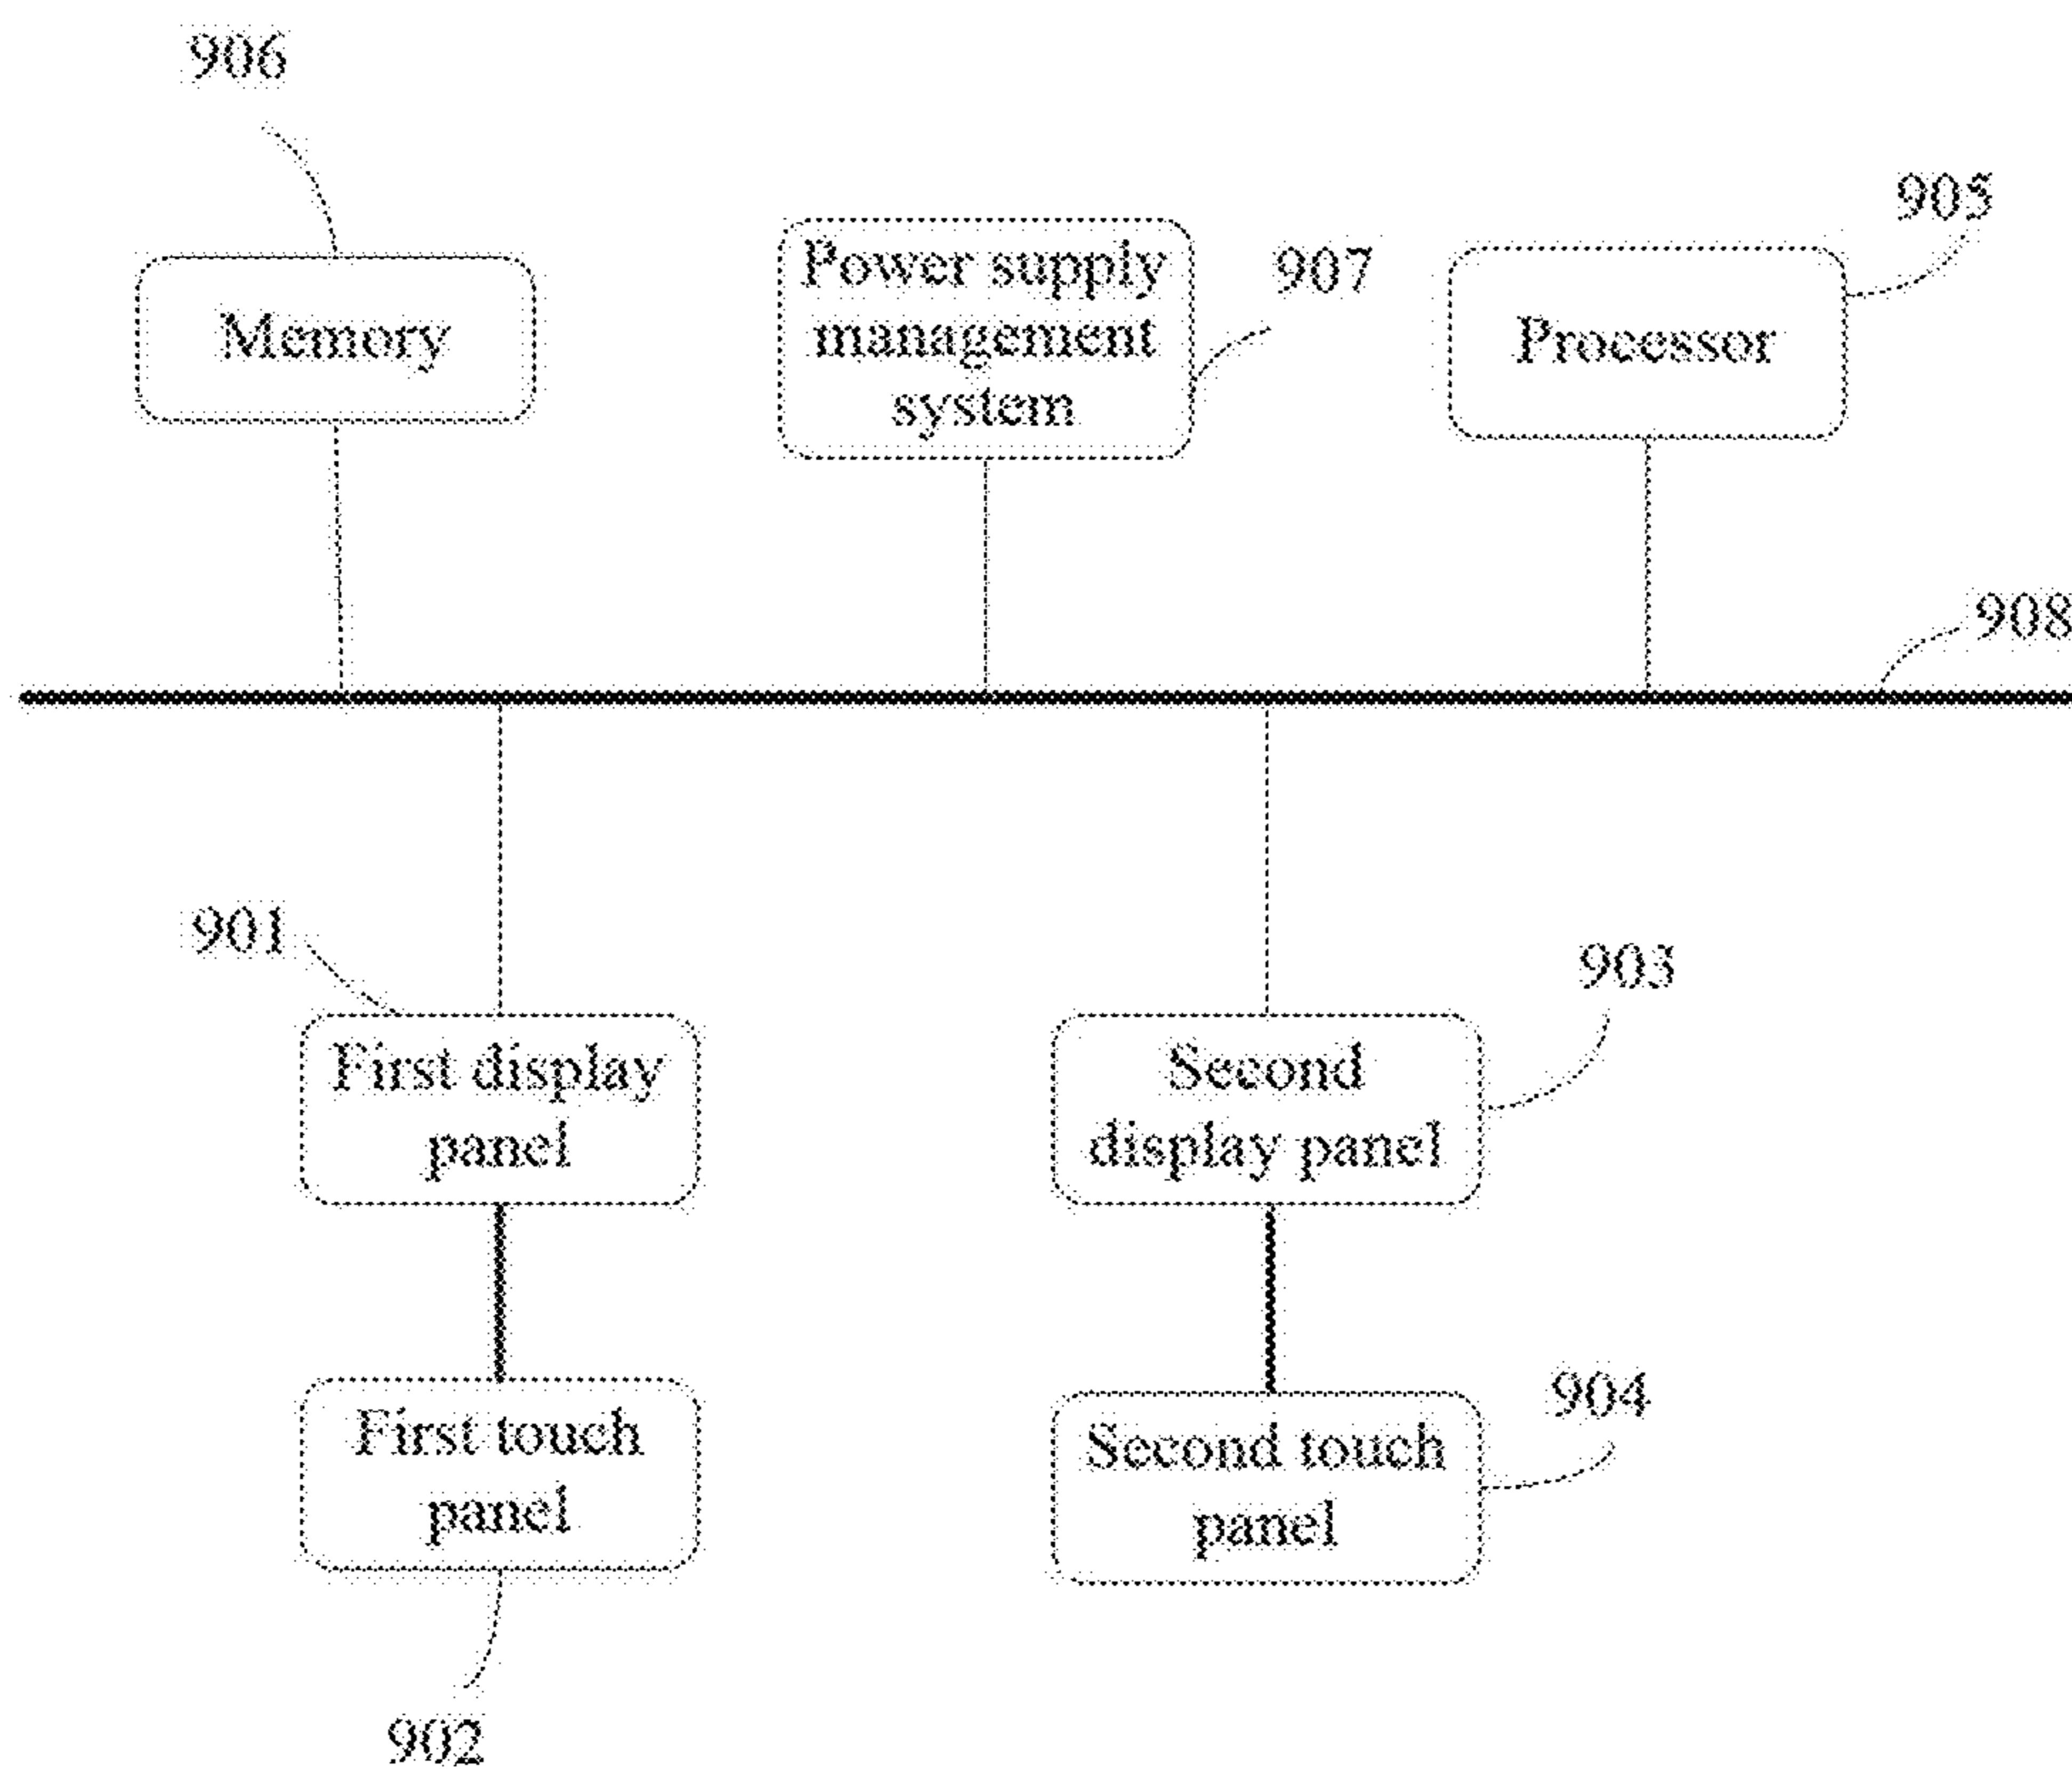 906
905
Power supply
management
system
907
Memory
Processor
908
901
903
First display
panel
Second
display panel
904
First touch
panel
Second touch
panel
902